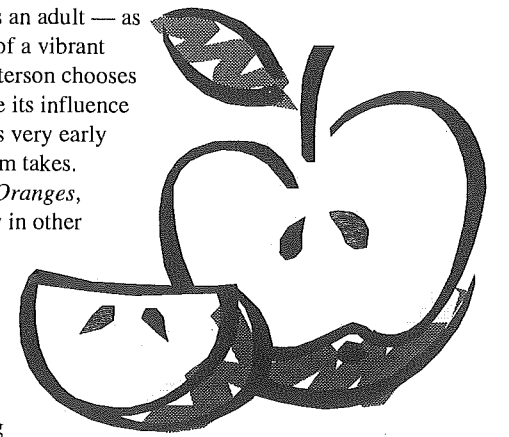 s an adult — as
of a vibrant
terson chooses
e its influence
s very early
m takes.
Oranges,
in other
g